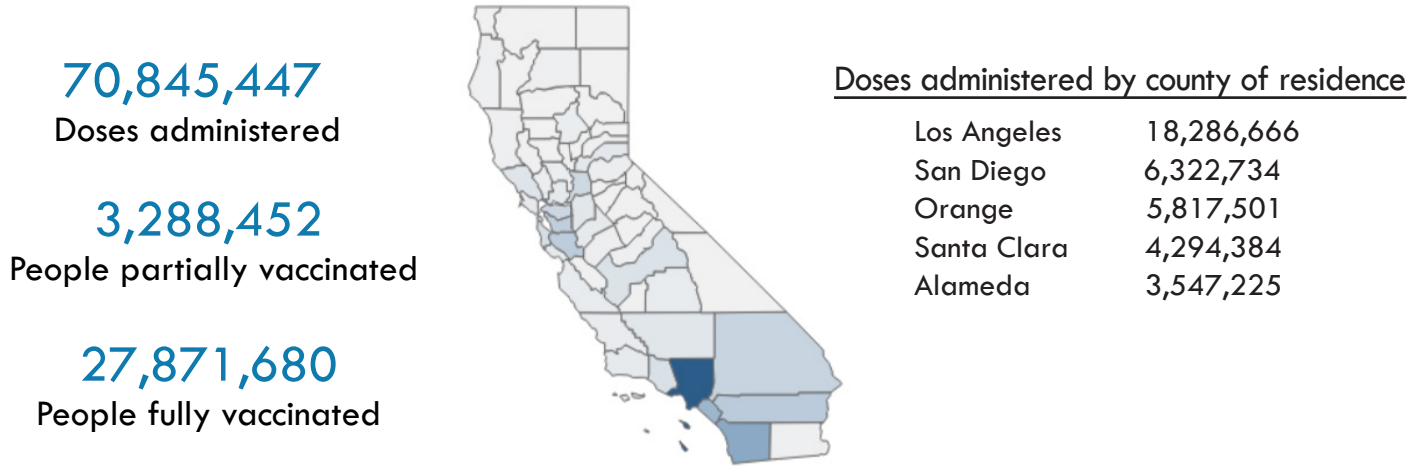 70,845,447
Doses administered
3,288,452
People partially vaccinated
27,871,680
People fully vaccinated
Doses administered by county of residence
Los Angeles 18,286,666
San Diego 6,322,734
Orange 5,817,501
Santa Clara 4,294,384
Alameda 3,547,225